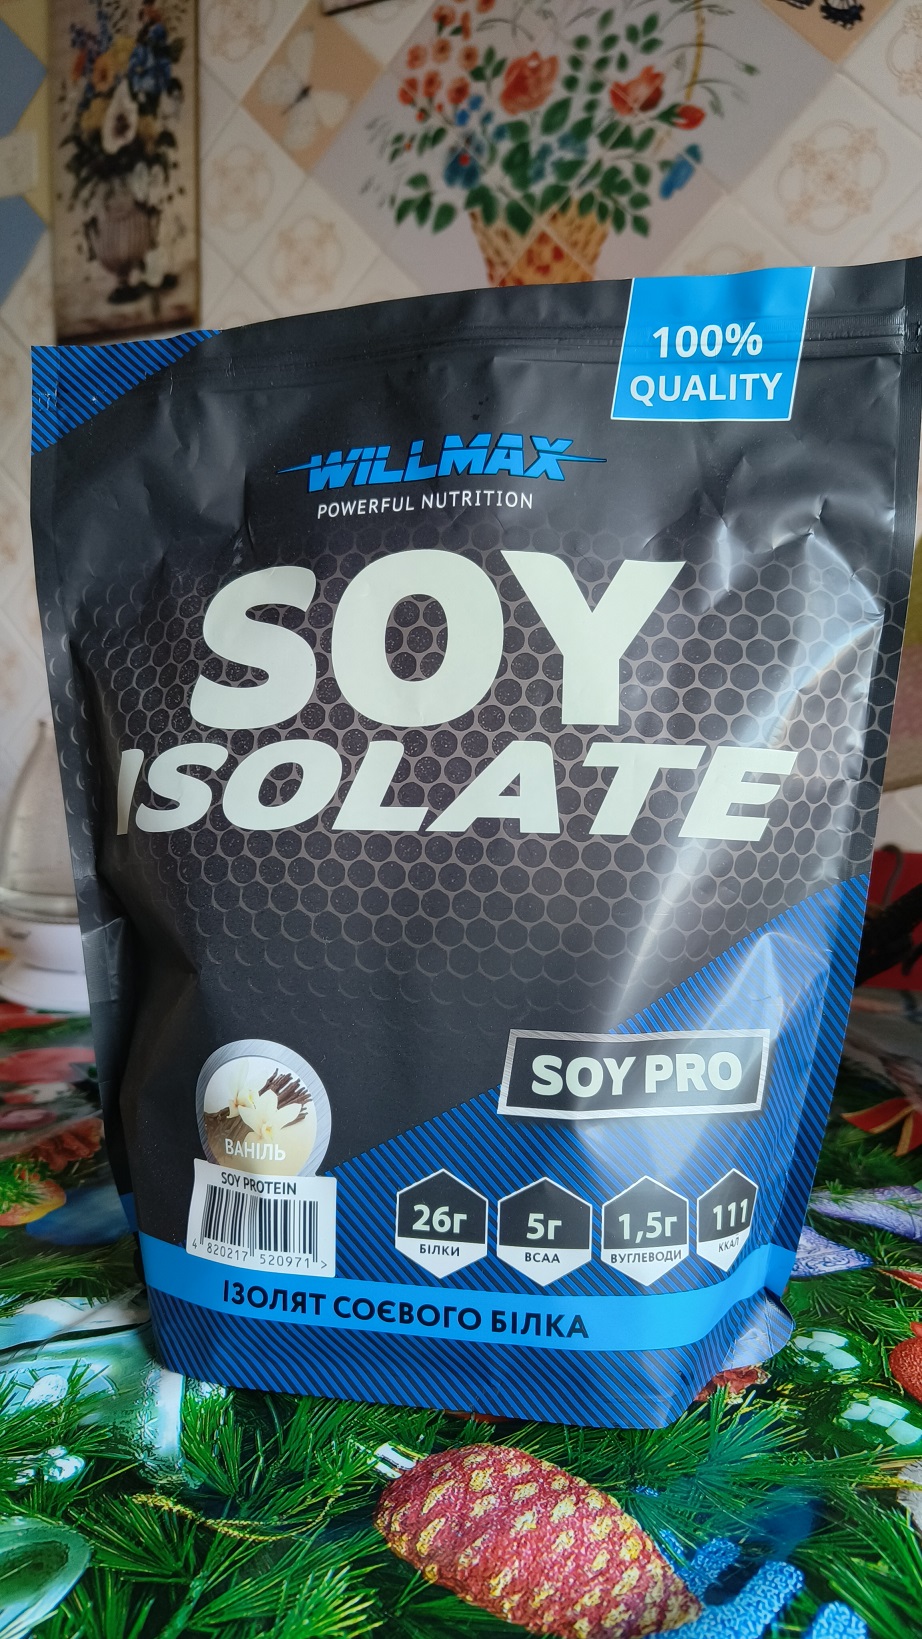 100%
QUALITY
WILLMAX
POWERFUL NUTRITION
SOY
ISOLATE
SOY PRO
ВАНІЛЬ
SOY PROTEIN
4 820217 520971 >
26г
БІЛКИ
5г
BCAA
1,5г
ВУГЛЕВОДИ
111
ККАЛ
ІЗОЛЯТ СОЄВОГО БІЛКА